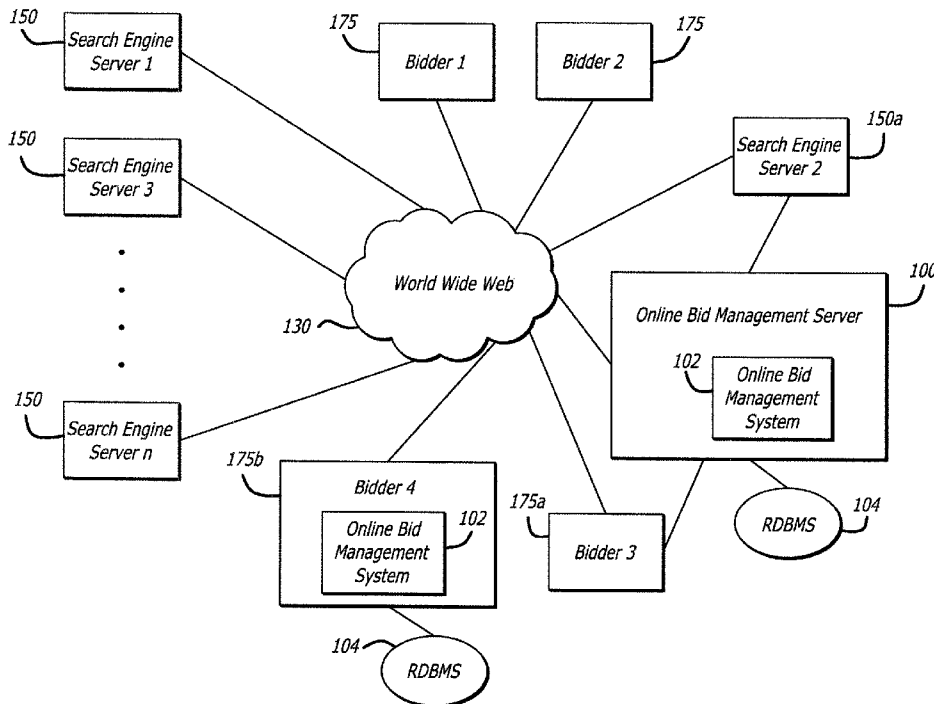 150
Search Engine
Server 1
175
Bidder 1
Bidder 2
175
150
Search Engine
Server 3
150a
Search Engine
Server 2
World Wide Web
130
100
Online Bid Management Server
102
Online Bid
Management
System
150
Search Engine
Server n
175b
Bidder 4
102
Online Bid
Management
System
175a
Bidder 3
RDBMS
104
104
RDBMS